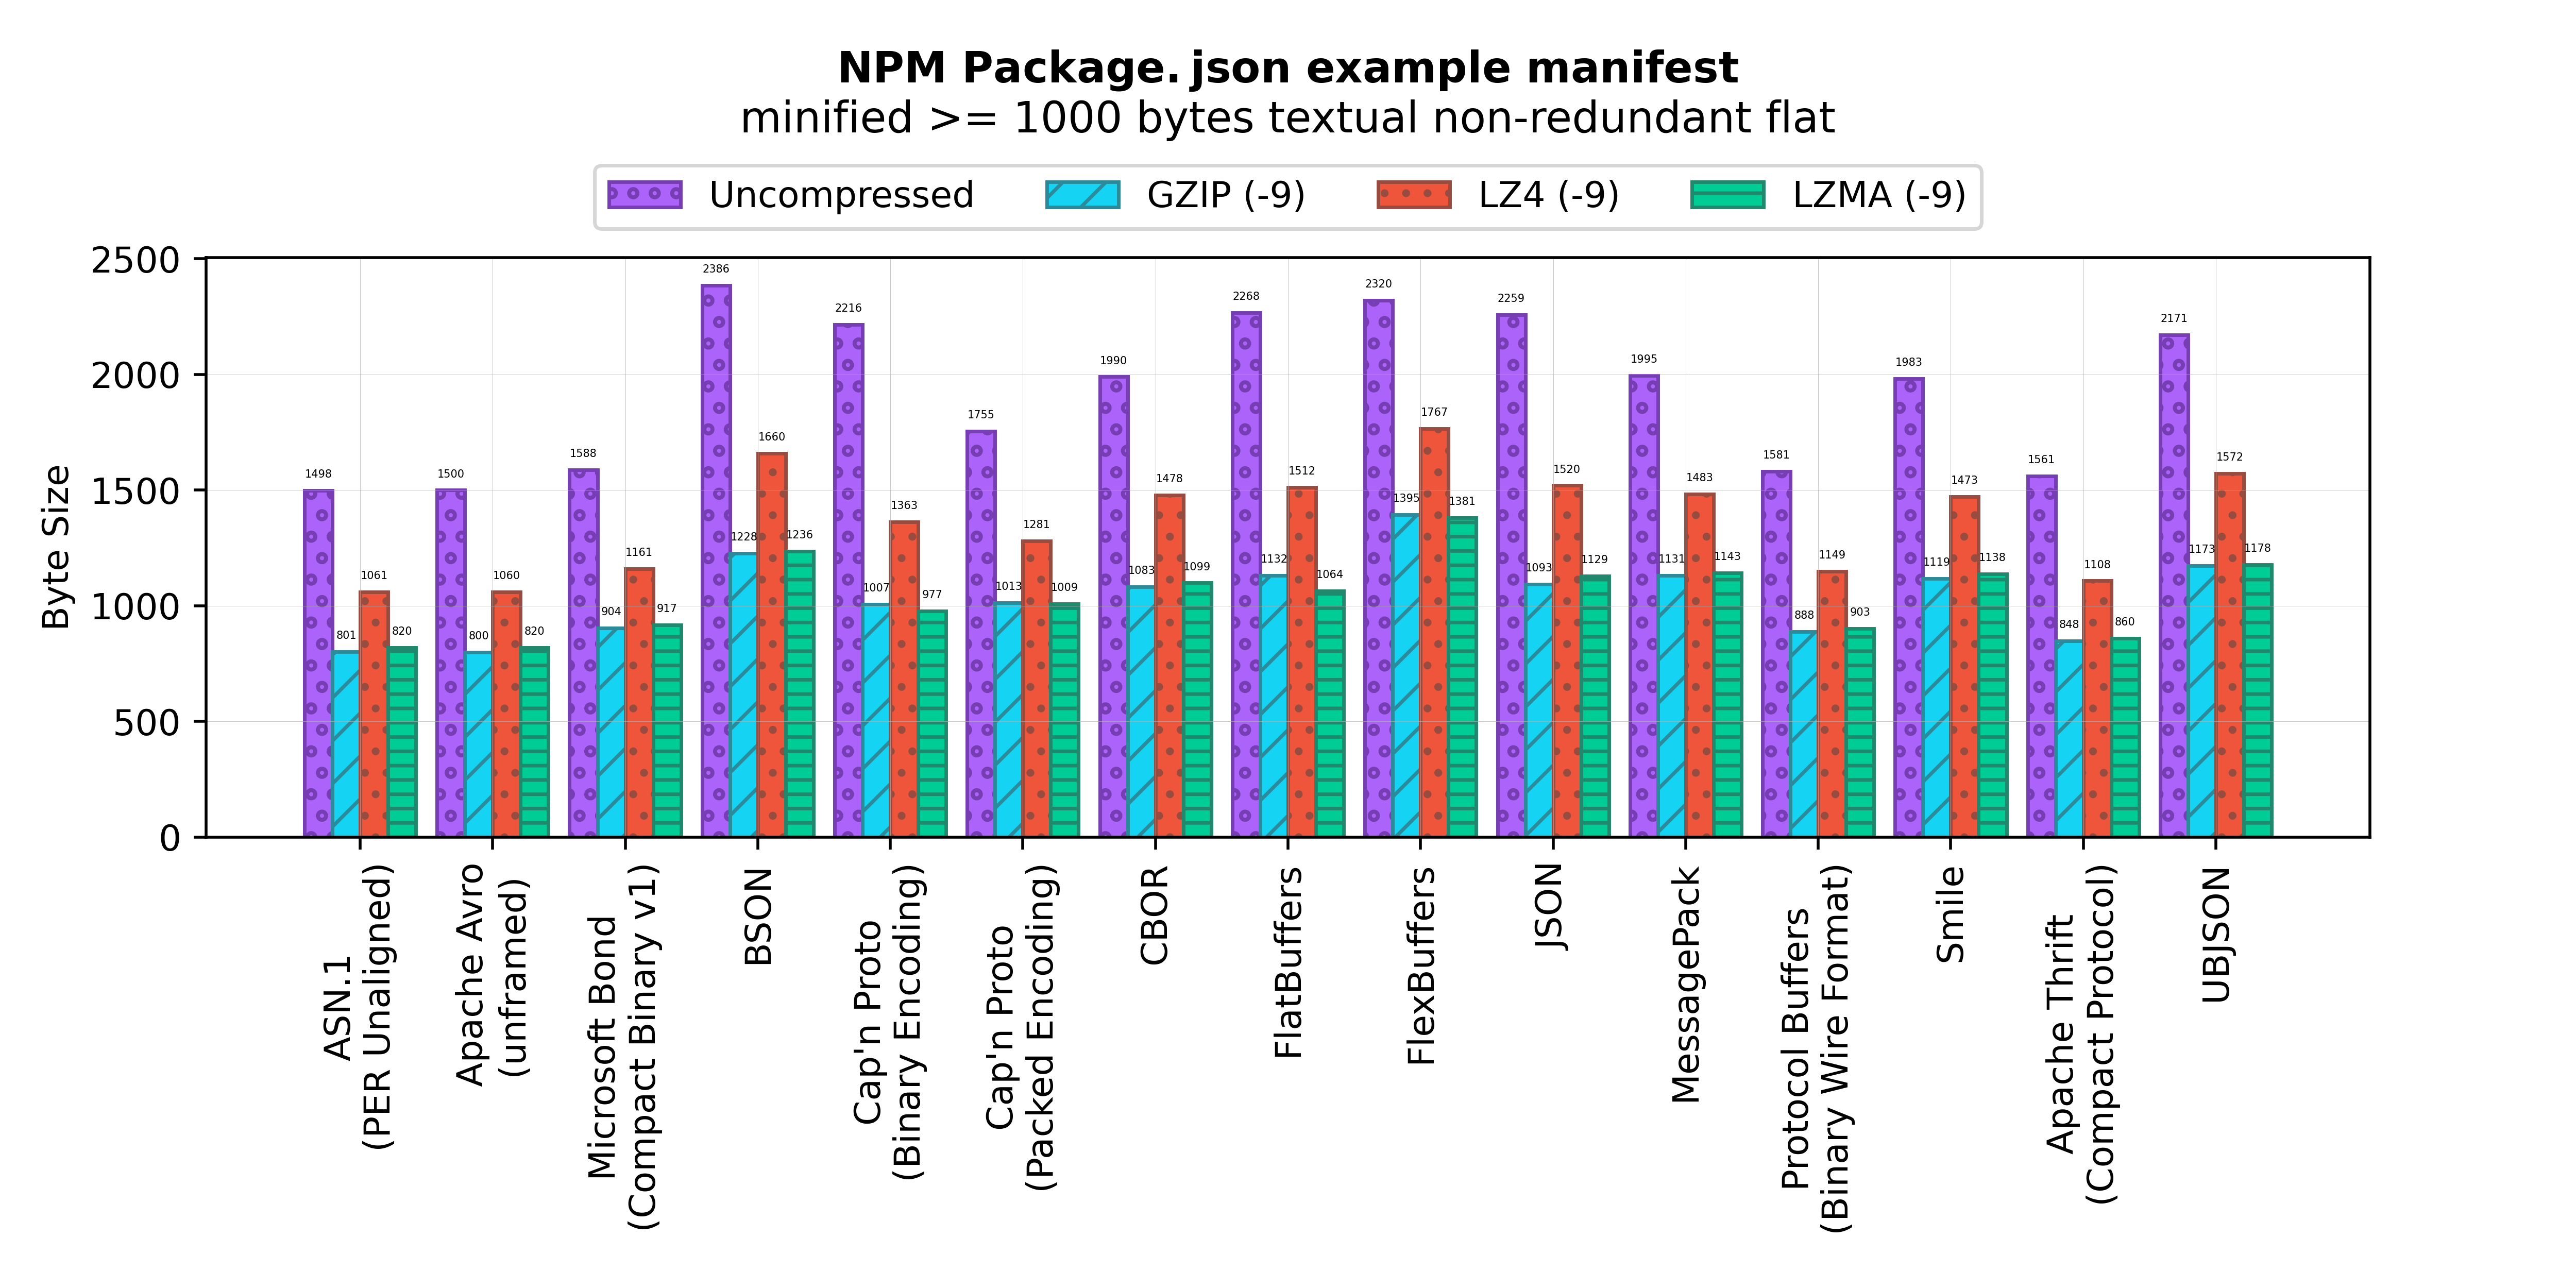 NPM Package.json example manifest
minified >= 1000 bytes textual non-redundant flat
Uncompressed GZIP (-9) LZ4 (-9) LZMA (-9)
Byte Size
2500
2000
1500
1000
500
0
1498 801 1061 820
1500 800 1060 820
1588 904 1161 917
2386 1228 1660 1236
2216 1007 1363 977
1755 1013 1281 1009
1990 1083 1478 1099
2268 1132 1512 1064
2320 1395 1767 1381
2259 1093 1520 1129
1995 1131 1483 1143
1581 888 1149 903
1983 1119 1473 1138
1561 848 1108 860
2171 1173 1572 1178
ASN.1
(PER Unaligned)
Apache Avro
(unframed)
Microsoft Bond
(Compact Binary v1)
BSON
Cap'n Proto
(Binary Encoding)
Cap'n Proto
(Packed Encoding)
CBOR
FlatBuffers
FlexBuffers
JSON
MessagePack
Protocol Buffers
(Binary Wire Format)
Smile
Apache Thrift
(Compact Protocol)
UBJSON